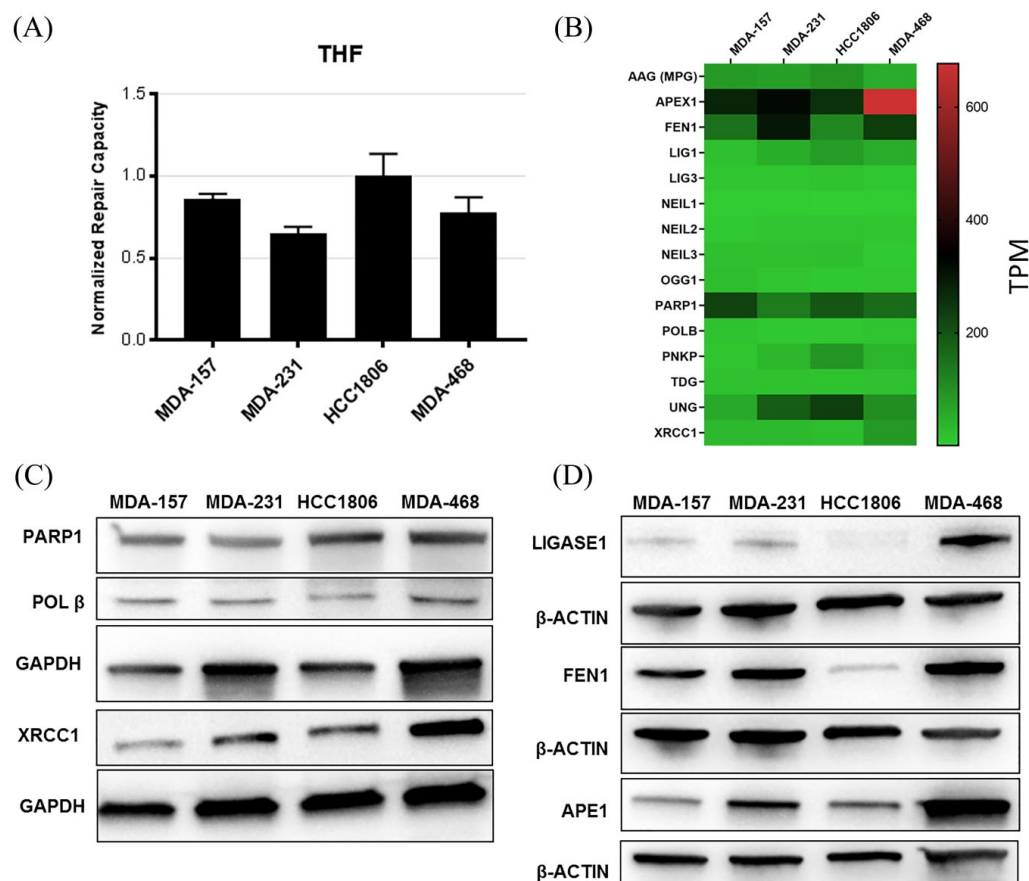 (A)
THF
Normalized Repair Capacity
1.5
1.0
0.5
0.0
MDA-157
MDA-231
HCC1806
MDA-468
(B)
MDA-157
MDA-231
HCC1806
MDA-468
AAG (MPG)
APEX1
FEN1
LIG1
LIG3
NEIL1
NEIL2
NEIL3
OGG1
PARP1
POLB
PNKP
TDG
UNG
XRCC1
600
400
200
TPM
(C)
MDA-157 MDA-231 HCC1806 MDA-468
PARP1
POL β
GAPDH
XRCC1
GAPDH
(D)
MDA-157 MDA-231 HCC1806 MDA-468
LIGASE1
β-ACTIN
FEN1
β-ACTIN
APE1
β-ACTIN